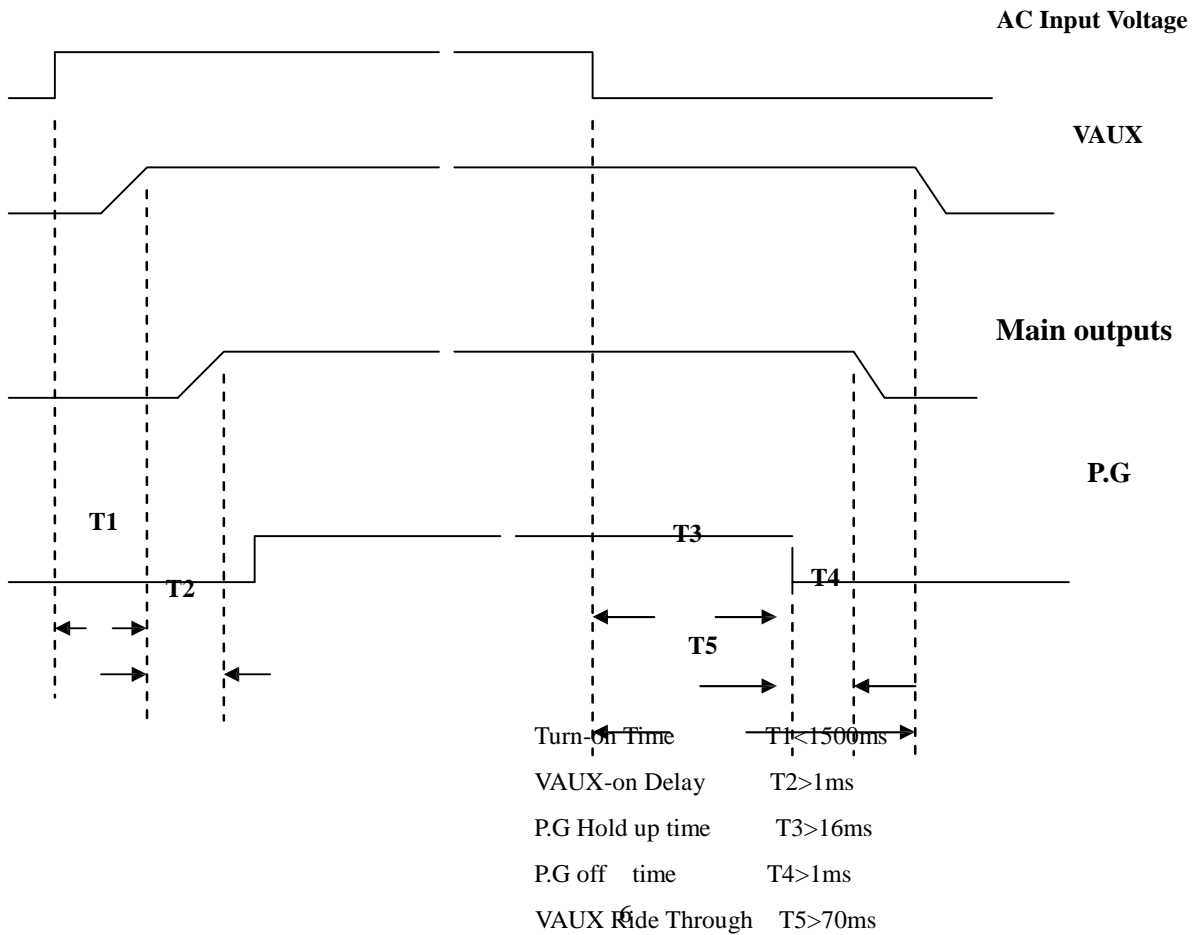 AC Input Voltage
VAUX
Main outputs
P.G
T1
T3
T2
T4
T5
Turn-on Time T1<1500ms
VAUX-on Delay T2>1ms
P.G Hold up time T3>16ms
P.G off time T4>1ms
VAUX Ride Through T5>70ms
6